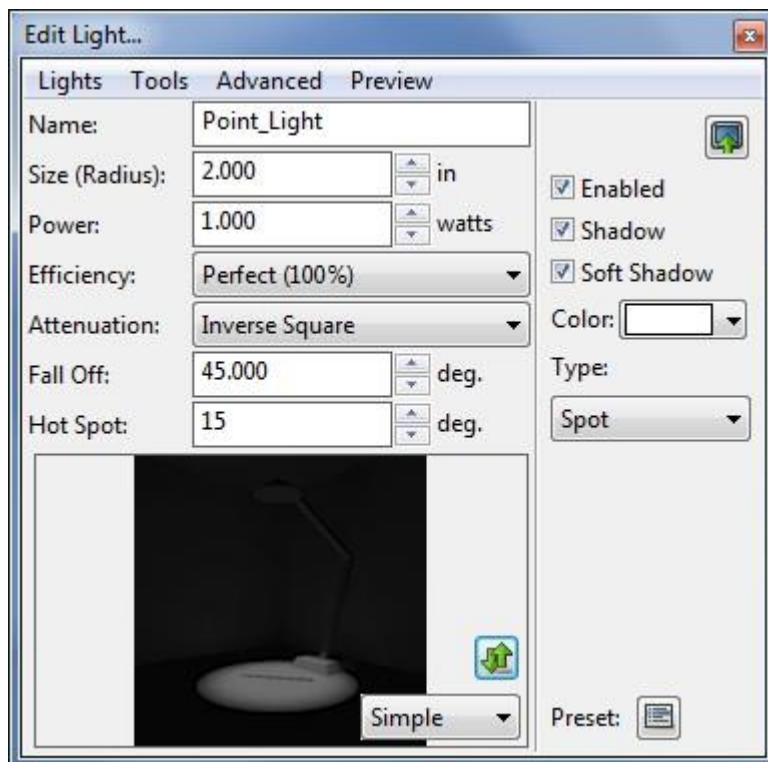 Edit Light...
Lights Tools Advanced Preview
Name: Point_Light
Size (Radius): 2.000 in
Power: 1.000 watts
Efficiency: Perfect (100%)
Attenuation: Inverse Square
Fall Off: 45.000 deg.
Hot Spot: 15 deg.
Simple
Enabled
Shadow
Soft Shadow
Color:
Type:
Spot
Preset: